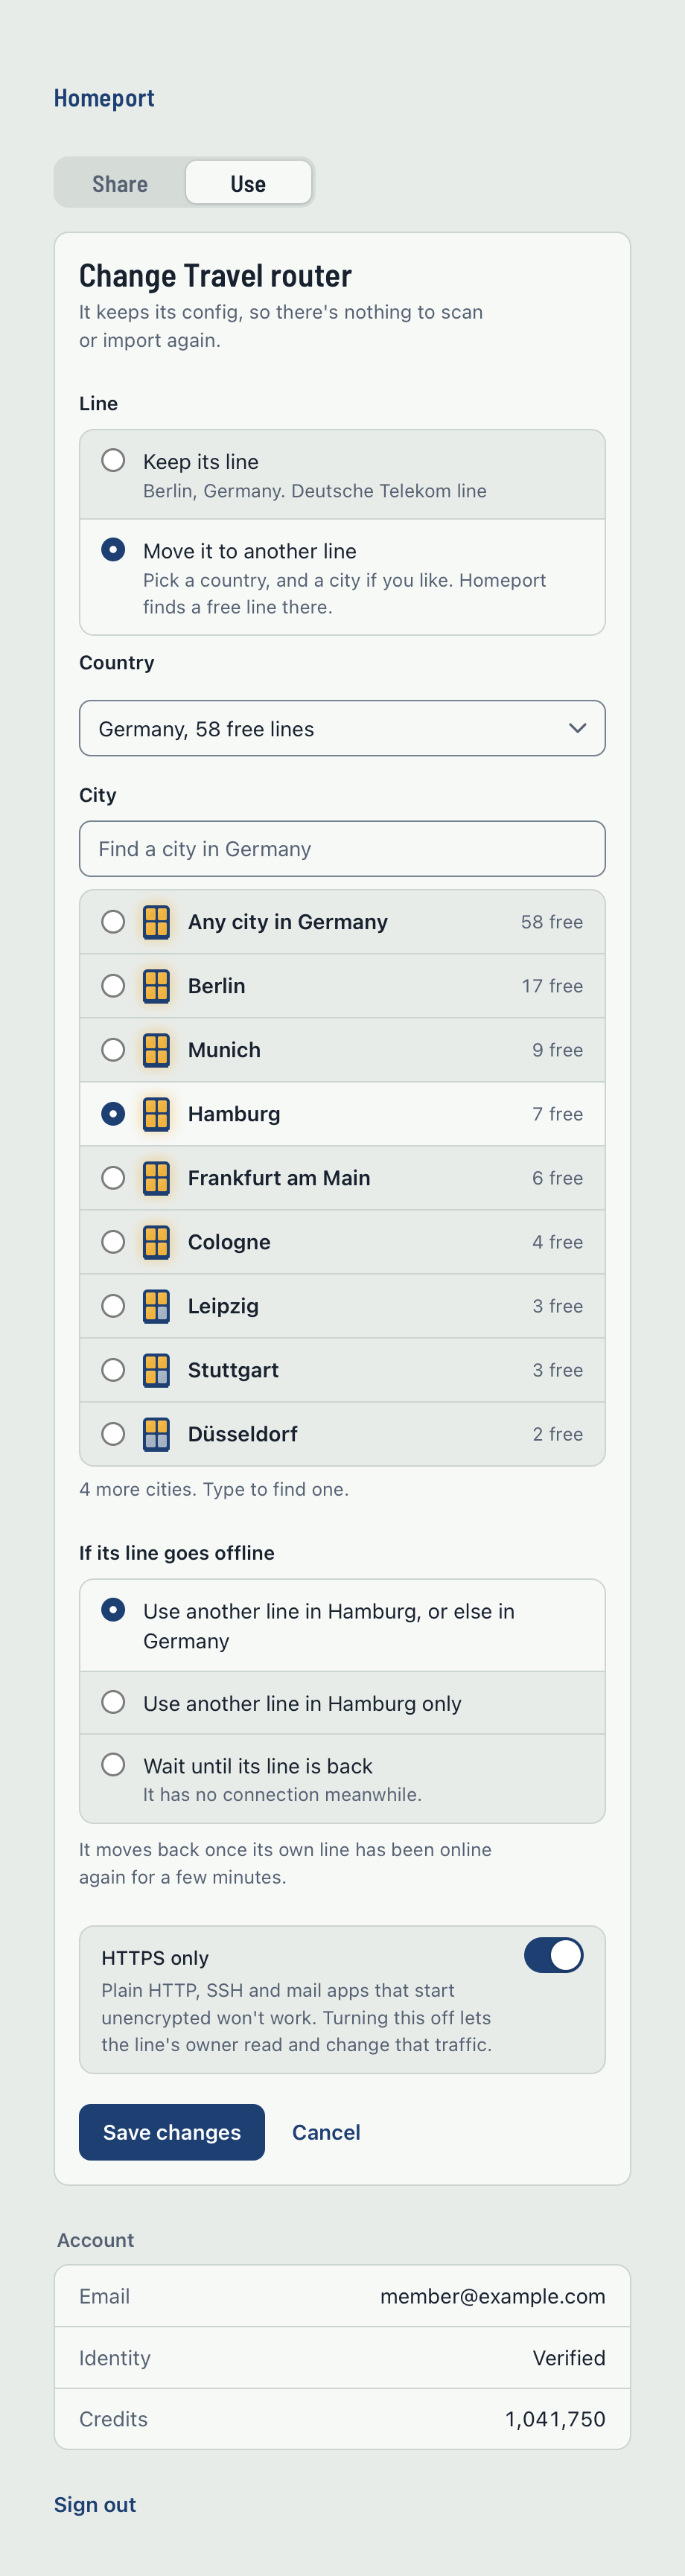 Homeport
Share
Use
Change Travel router
It keeps its config, so there's nothing to scan
or import again.
Line
Keep its line
Berlin, Germany. Deutsche Telekom line
Move it to another line
Pick a country, and a city if you like. Homeport
finds a free line there.
Country
Germany, 58 free lines
City
Find a city in Germany
Any city in Germany 58 free
Berlin 17 free
Munich 9 free
Hamburg 7 free
Frankfurt am Main 6 free
Cologne 4 free
Leipzig 3 free
Stuttgart 3 free
Düsseldorf 2 free
4 more cities. Type to find one.
If its line goes offline
Use another line in Hamburg, or else in
Germany
Use another line in Hamburg only
Wait until its line is back
It has no connection meanwhile.
It moves back once its own line has been online
again for a few minutes.
HTTPS only
Plain HTTP, SSH and mail apps that start
unencrypted won't work. Turning this off lets
the line's owner read and change that traffic.
Save changes
Cancel
Account
Email member@example.com
Identity Verified
Credits 1,041,750
Sign out